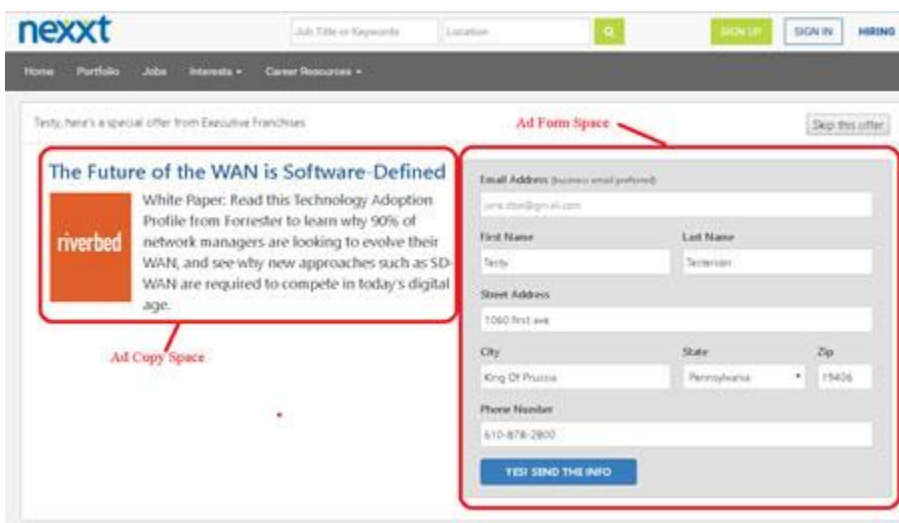 nexxt
Job Title or Keywords
Location
SIGN UP
SIGN IN
HIRING
Home
Portfolio
Jobs
Interests
Career Resources
Testy, here's a special offer from Executive Franchises
Ad Form Space
Skip this offer
The Future of the WAN is Software-Defined
riverbed
White Paper: Read this Technology Adoption
Profile from Forrester to learn why 90% of
network managers are looking to evolve their
WAN, and see why new approaches such as SD-
WAN are required to compete in today's digital
age.
Ad Copy Space
Email Address (business email preferred)
First Name
Last Name
Testy
Testerson
Street Address
1060 first ave
City
State
Zip
King Of Prussia
Pennsylvania
19406
Phone Number
610-878-2800
YES! SEND THE INFO